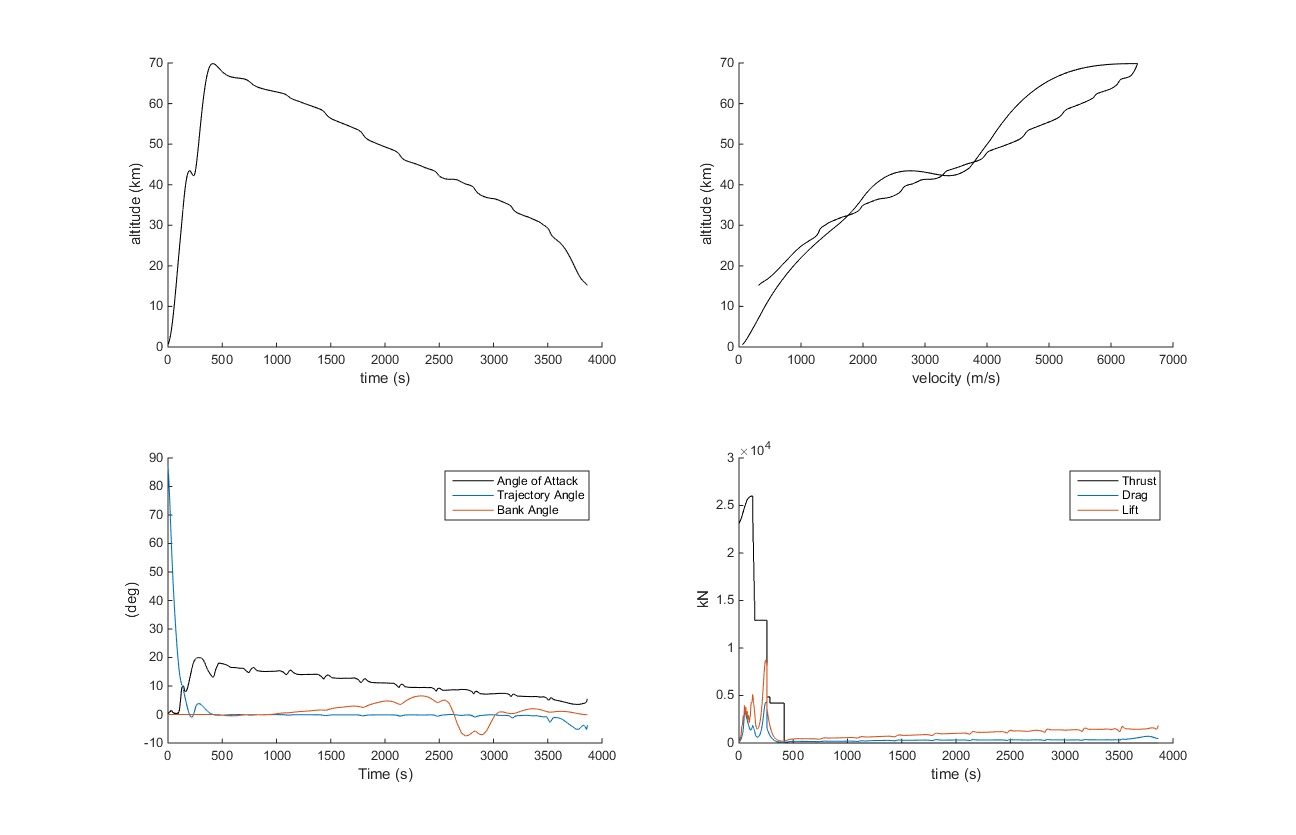 70
60
50
40
30
20
10
0
altitude (km)
0 500 1000 1500 2000 2500 3000 3500 4000
time (s)
70
60
50
40
30
20
10
0
altitude (km)
0 1000 2000 3000 4000 5000 6000 7000
velocity (m/s)
90
80
70
60
50
40
30
20
10
0
-10
(deg)
Angle of Attack
Trajectory Angle
Bank Angle
0 500 1000 1500 2000 2500 3000 3500 4000
Time (s)
× 10⁴
3
2.5
2
1.5
1
0.5
0
kN
Thrust
Drag
Lift
0 500 1000 1500 2000 2500 3000 3500 4000
time (s)